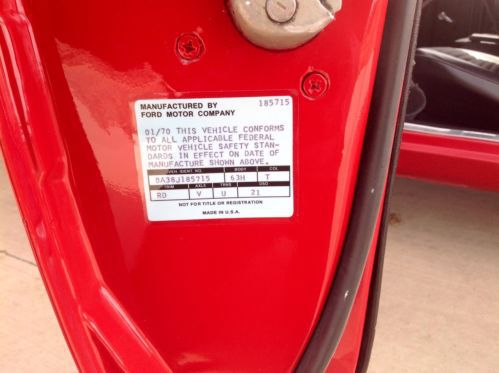 MANUFACTURED BY 185715
FORD MOTOR COMPANY
01/70 THIS VEHICLE CONFORMS
TO ALL APPLICABLE FEDERAL
MOTOR VEHICLE SAFETY STAN-
DARDS IN EFFECT ON DATE OF
MANUFACTURE SHOWN ABOVE.
VEH. IDENT. NO. BODY COL
0A38J185715 63H T
TRIM AXLE TRANS DSO
RD V U 21
NOT FOR TITLE OR REGISTRATION
MADE IN U.S.A.